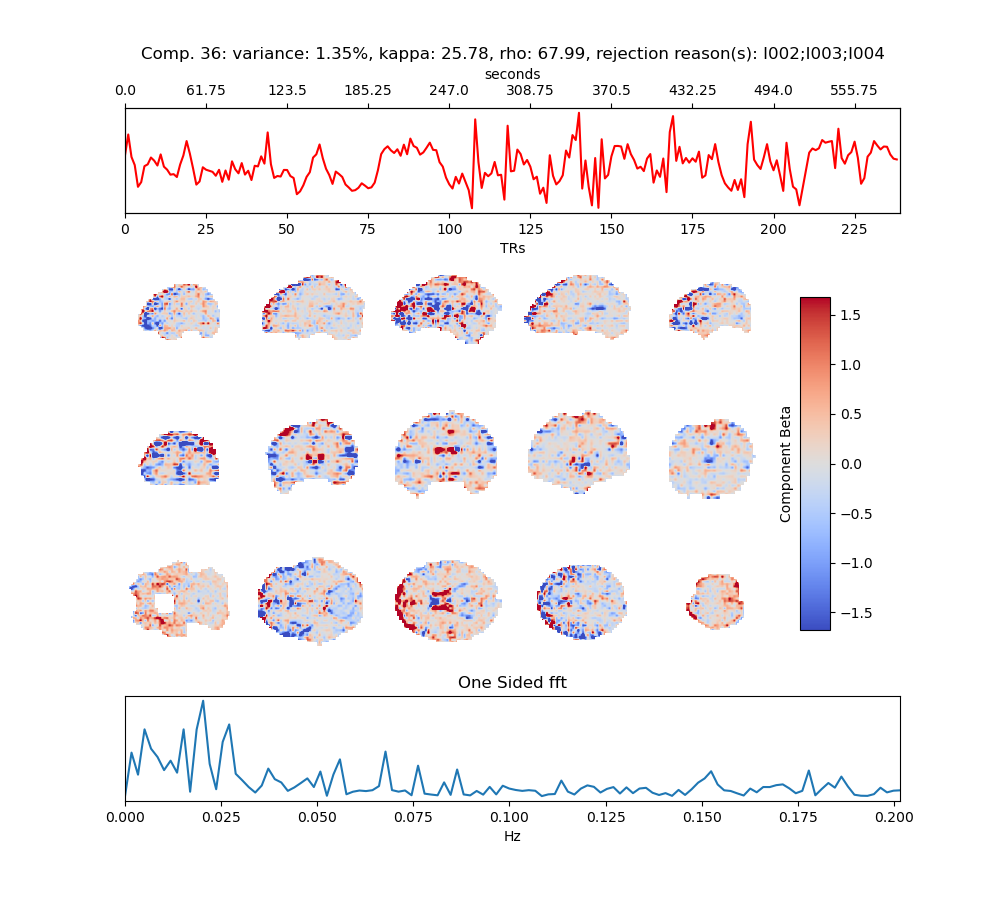 Comp. 36: variance: 1.35%, kappa: 25.78, rho: 67.99, rejection reason(s): I002;I003;I004
seconds
0.0 61.75 123.5 185.25 247.0 308.75 370.5 432.25 494.0 555.75
0 25 50 75 100 125 150 175 200 225
TRs
1.5
1.0
0.5
0.0
−0.5
−1.0
−1.5
Component Beta
One Sided fft
0.000 0.025 0.050 0.075 0.100 0.125 0.150 0.175 0.200
Hz